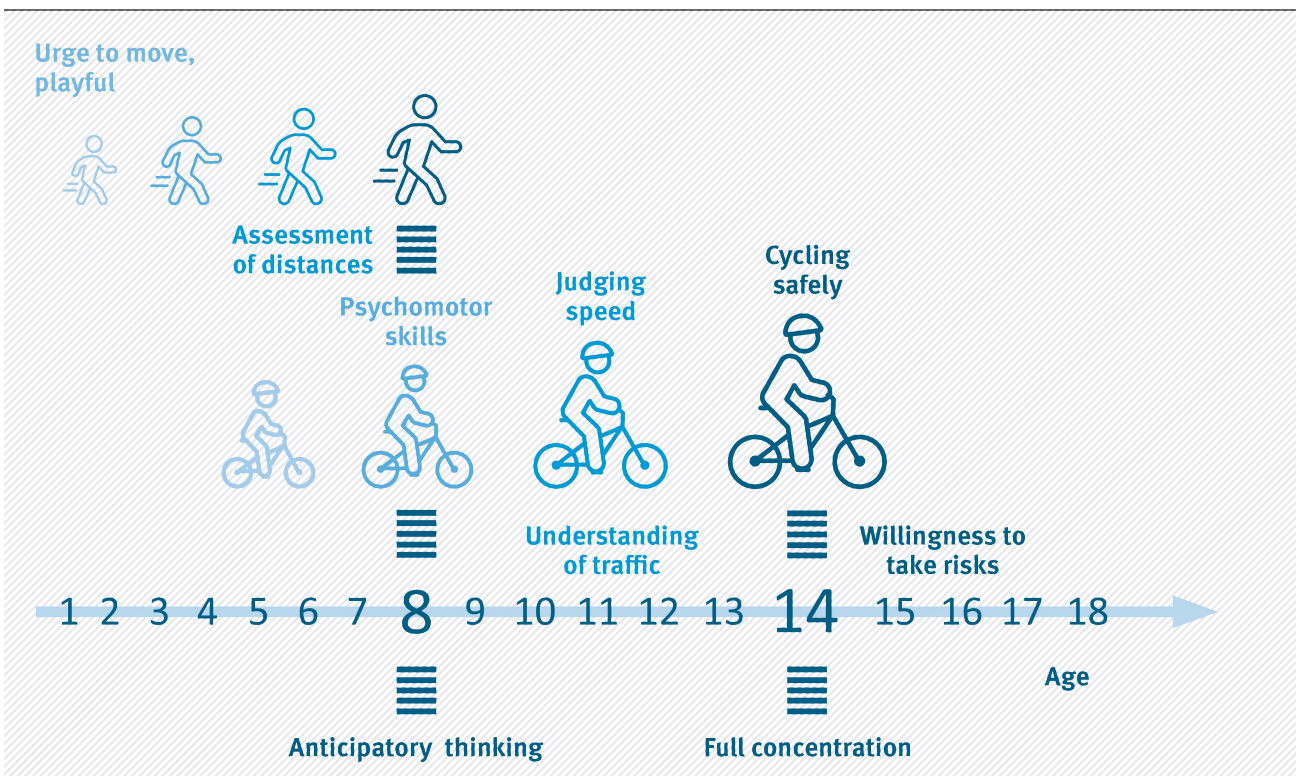 Urge to move,
playful
Assessment
of distances
Psychomotor
skills
Judging
speed
Cycling
safely
Understanding
of traffic
Willingness to
take risks
1 2 3 4 5 6 7 8 9 10 11 12 13 14 15 16 17 18
Age
Anticipatory thinking
Full concentration